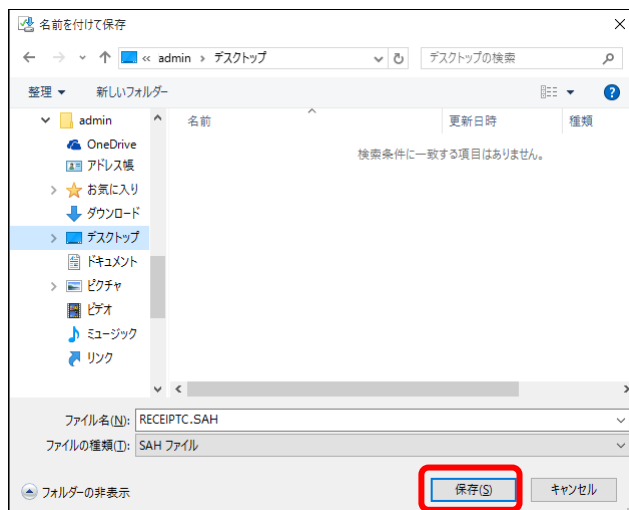 名前を付けて保存
« admin › デスクトップ
デスクトップの検索
整理
新しいフォルダー
名前
更新日時
種類
検索条件に一致する項目はありません。
admin
OneDrive
アドレス帳
お気に入り
ダウンロード
デスクトップ
ドキュメント
ピクチャ
ビデオ
ミュージック
リンク
ファイル名(N): RECEIPTC.SAH
ファイルの種類(T): SAH ファイル
フォルダーの非表示
保存(S)
キャンセル